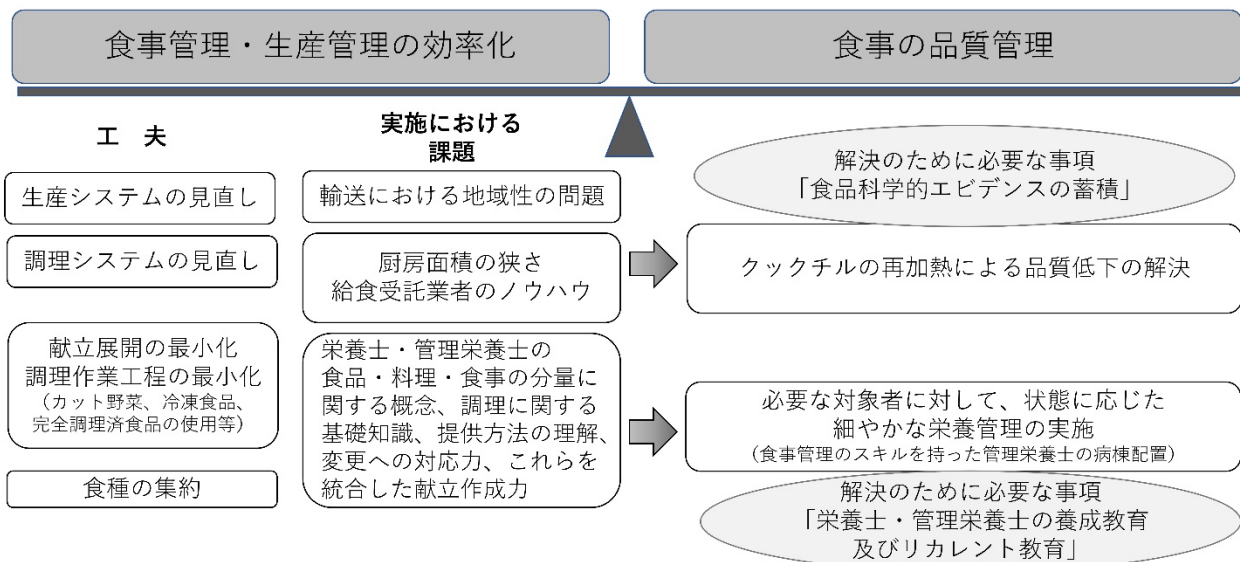 食事管理・生産管理の効率化
食事の品質管理
工　夫
実施における
課題
生産システムの見直し
輸送における地域性の問題
解決のために必要な事項
「食品科学的エビデンスの蓄積」
調理システムの見直し
厨房面積の狭さ
給食受託業者のノウハウ
クックチルの再加熱による品質低下の解決
献立展開の最小化
調理作業工程の最小化
（カット野菜、冷凍食品、
完全調理済食品の使用等）
食種の集約
栄養士・管理栄養士の
食品・料理・食事の分量に
関する概念、調理に関する
基礎知識、提供方法の理解、
変更への対応力、これらを
統合した献立作成力
必要な対象者に対して、状態に応じた
細やかな栄養管理の実施
（食事管理のスキルを持った管理栄養士の病棟配置）
解決のために必要な事項
「栄養士・管理栄養士の養成教育
及びリカレント教育」